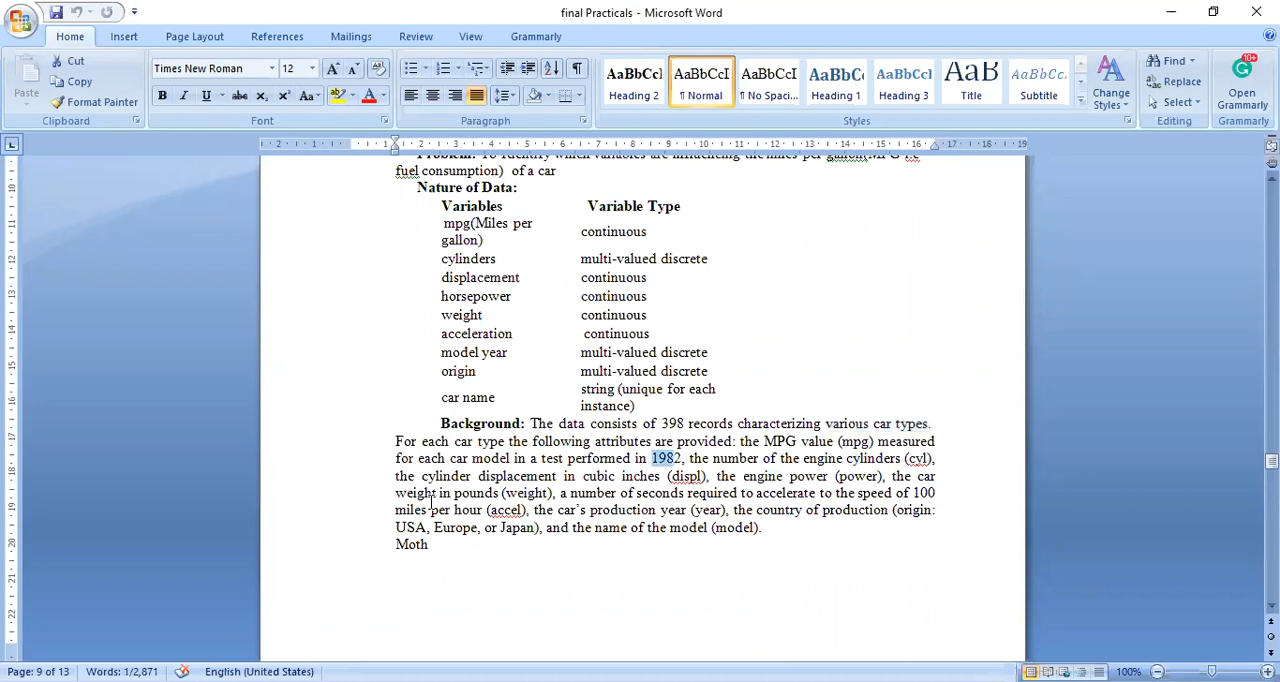 final Practicals - Microsoft Word
Home Insert Page Layout References Mailings Review View Grammarly
Paste
Cut
Copy
Format Painter
Clipboard
Times New Roman 12
Font
Paragraph
AaBbCcI AaBbCcI AaBbCcI AaBbC AaBbCcI AaB AaBbCcI
Heading 2 ¶ Normal ¶ No Spaci... Heading 1 Heading 3 Title Subtitle
Change Styles
Styles
Find
Replace
Select
Editing
10+
Open Grammarly
Grammarly
fuel consumption) of a car
Nature of Data:
Variables Variable Type
mpg(Miles per gallon) continuous
cylinders multi-valued discrete
displacement continuous
horsepower continuous
weight continuous
acceleration continuous
model year multi-valued discrete
origin multi-valued discrete
car name string (unique for each instance)
Background: The data consists of 398 records characterizing various car types.
For each car type the following attributes are provided: the MPG value (mpg) measured
for each car model in a test performed in 1982, the number of the engine cylinders (cyl),
the cylinder displacement in cubic inches (displ), the engine power (power), the car
weight in pounds (weight), a number of seconds required to accelerate to the speed of 100
miles per hour (accel), the car’s production year (year), the country of production (origin:
USA, Europe, or Japan), and the name of the model (model).
Moth
Page: 9 of 13 Words: 1/2,871 English (United States) 100%